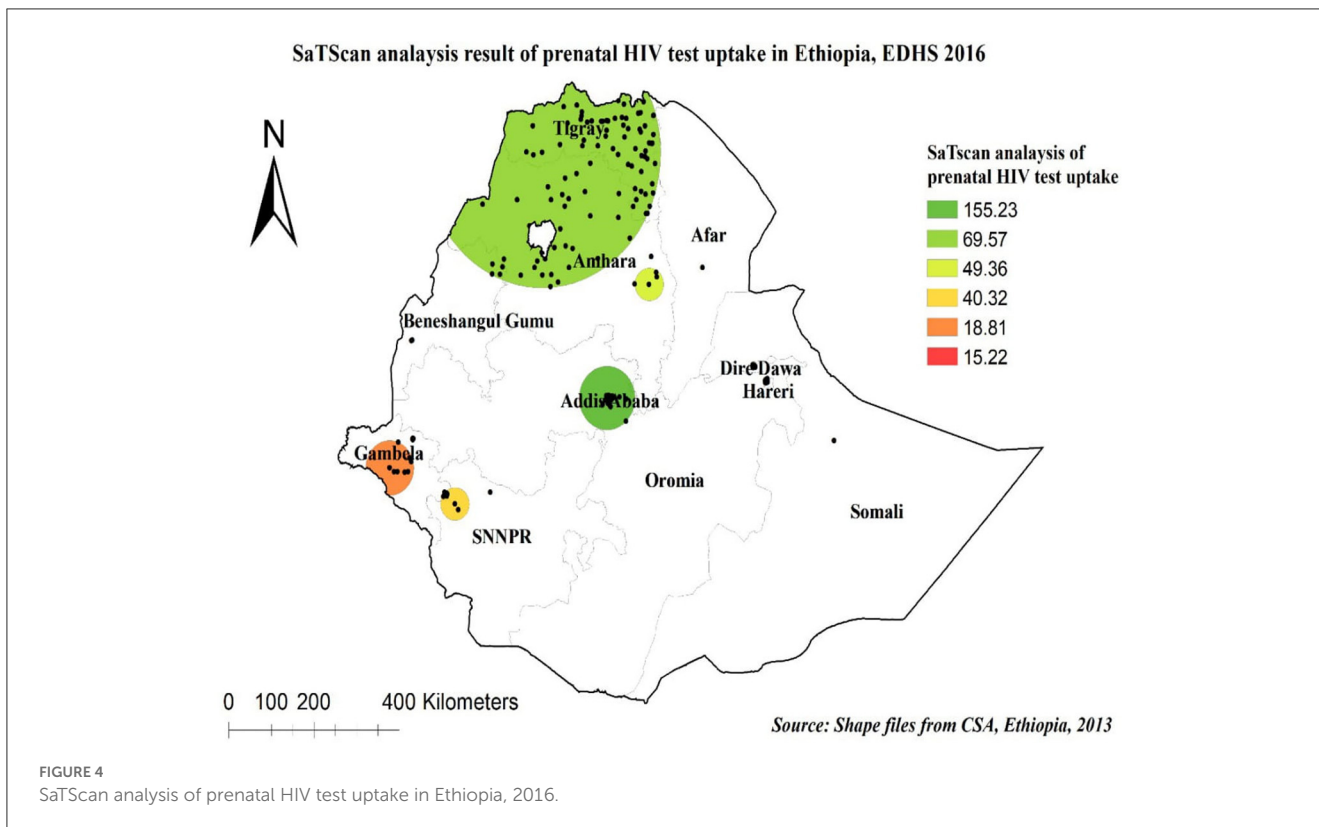 SaTScan analaysis result of prenatal HIV test uptake in Ethiopia, EDHS 2016
N
Tigray
SaTscan analaysis of
prenatal HIV test uptake
155.23
69.57
49.36
40.32
18.81
15.22
Afar
Amhara
Beneshangul Gumu
Dire Dawa
Hareri
Addis Ababa
Gambela
Oromia
Somali
SNNPR
0 100 200 400 Kilometers
Source: Shape files from CSA, Ethiopia, 2013
FIGURE 4
SaTScan analysis of prenatal HIV test uptake in Ethiopia, 2016.